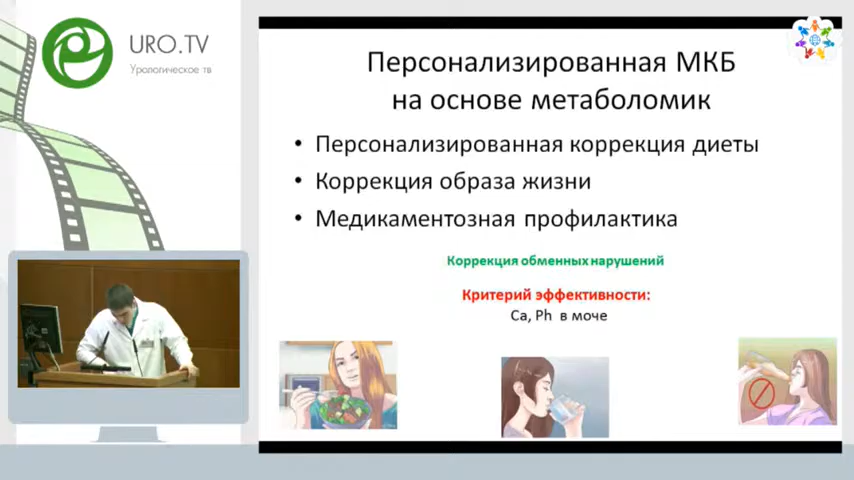 URO.TV
Урологическое тв
Персонализированная МКБ
на основе метаболомик
• Персонализированная коррекция диеты
• Коррекция образа жизни
• Медикаментозная профилактика
Коррекция обменных нарушений
Критерий эффективности:
Ca, Ph в моче